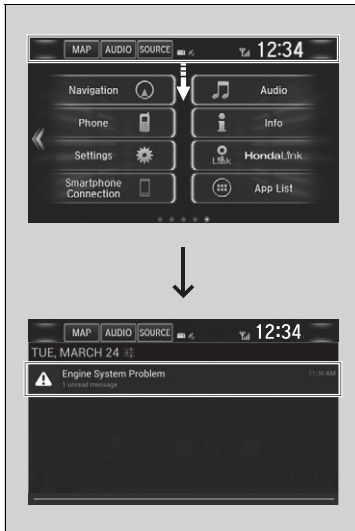 MAP AUDIO SOURCE 12:34
Navigation Audio
Phone Info
Settings Link HondaLink
Smartphone
Connection App List
MAP AUDIO SOURCE 12:34
TUE, MARCH 24
Engine System Problem 11:30 AM
1 unread message